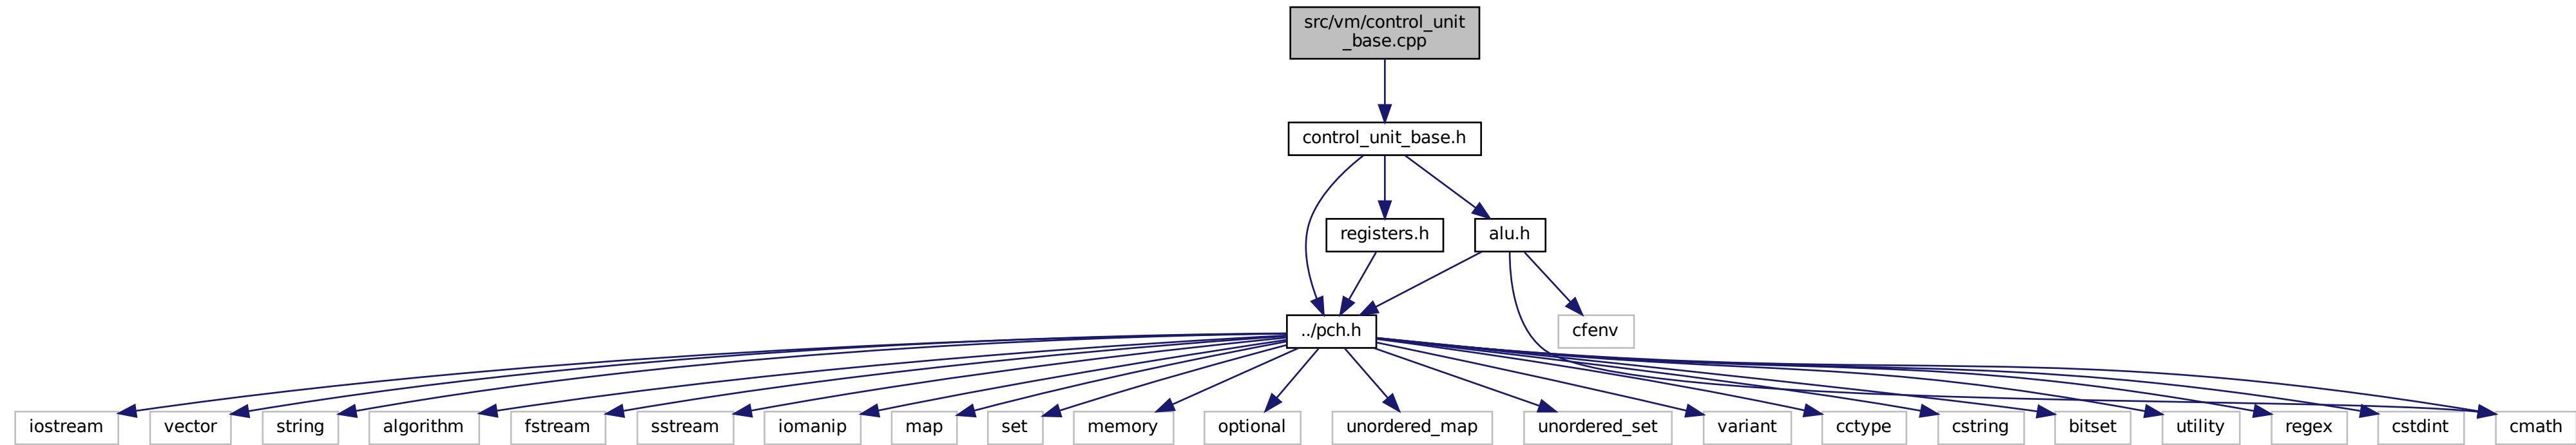 src/vm/control_unit
_base.cpp
control_unit_base.h
registers.h
alu.h
../pch.h
cfenv
iostream
vector
string
algorithm
fstream
sstream
iomanip
map
set
memory
optional
unordered_map
unordered_set
variant
cctype
cstring
bitset
utility
regex
cstdint
cmath